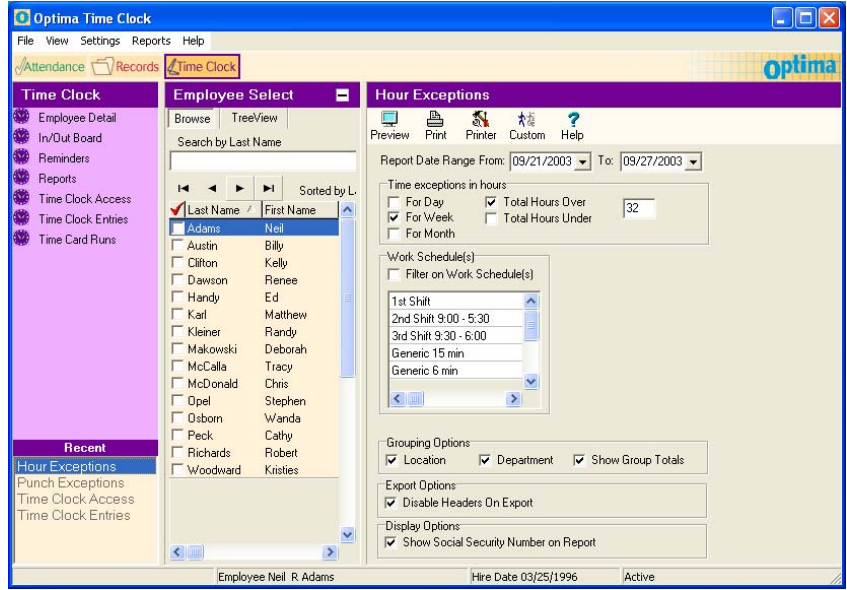 Optima Time Clock
File View Settings Reports Help
Attendance Records Time Clock
Optima
Time Clock
Employee Detail
In/Out Board
Reminders
Reports
Time Clock Access
Time Clock Entries
Time Card Runs
Recent
Hour Exceptions
Punch Exceptions
Time Clock Access
Time Clock Entries
Employee Select
Browse TreeView
Search by Last Name
Sorted by L
Last Name First Name
Adams Neil
Austin Billy
Clifton Kelly
Dawson Renee
Handy Ed
Karl Matthew
Kleiner Randy
Makowski Deborah
McCalla Tracy
McDonald Chris
Opel Stephen
Osborn Wanda
Peck Cathy
Richards Robert
Woodward Kristies
Hour Exceptions
Preview Print Printer Custom Help
Report Date Range From: 09/21/2003 To: 09/27/2003
Time exceptions in hours
For Day Total Hours Over 32
For Week Total Hours Under
For Month
Work Schedule(s)
Filter on Work Schedule(s)
1st Shift
2nd Shift 9:00 - 5:30
3rd Shift 9:30 - 6:00
Generic 15 min
Generic 6 min
Grouping Options
Location Department Show Group Totals
Export Options
Disable Headers On Export
Display Options
Show Social Security Number on Report
Employee Neil R Adams Hire Date 03/25/1996 Active